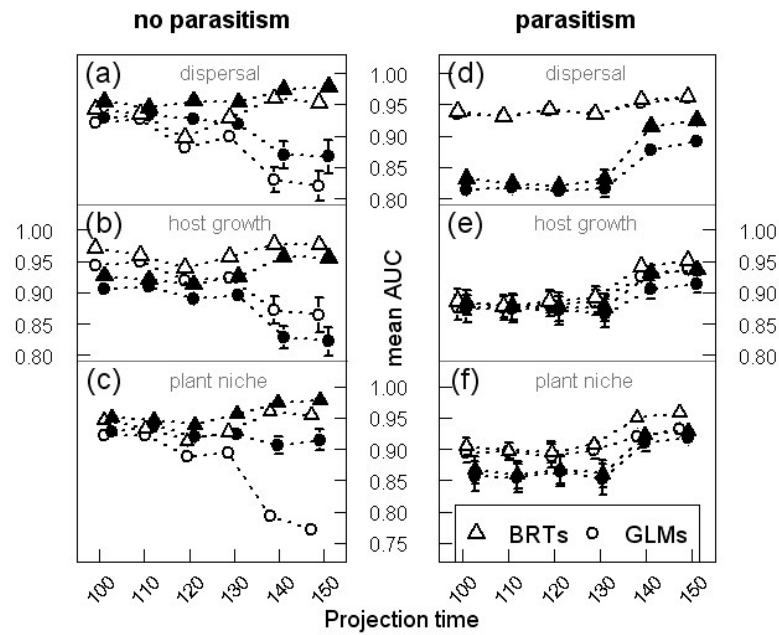 no parasitism
parasitism
(a)
dispersal
1.00
0.95
0.90
0.85
0.80
(d)
dispersal
(b)
host growth
1.00
0.95
0.90
0.85
0.80
mean AUC
(e)
host growth
1.00
0.95
0.90
0.85
0.80
(c)
plant niche
1.00
0.95
0.90
0.85
0.80
0.75
(f)
plant niche
BRTs
GLMs
100
110
120
130
140
150
100
110
120
130
140
150
Projection time